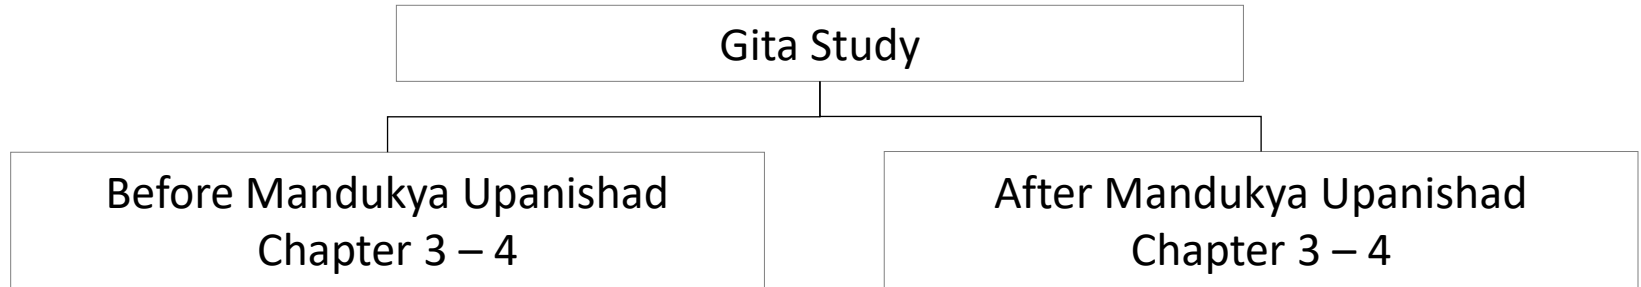 Gita Study
Before Mandukya Upanishad
Chapter 3 – 4
After Mandukya Upanishad
Chapter 3 – 4